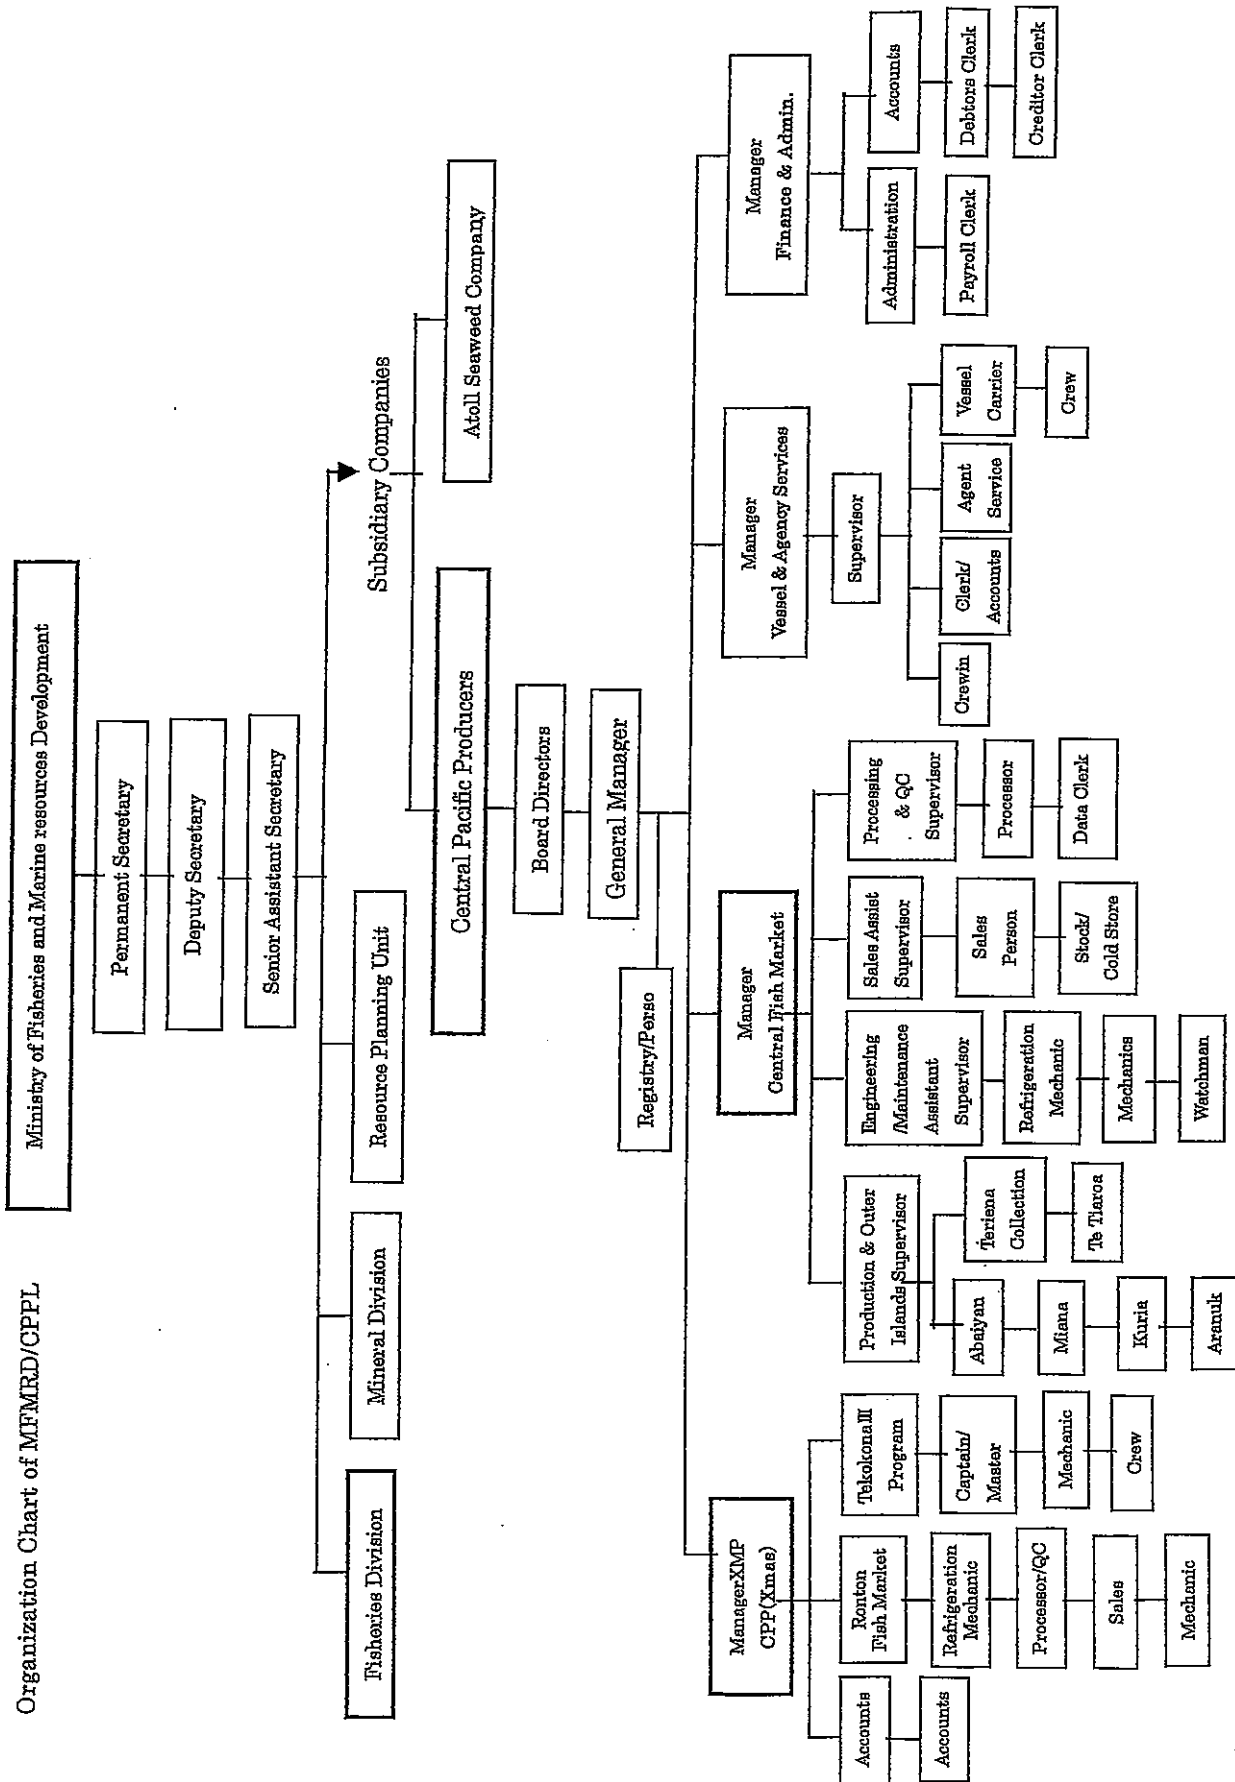 Organization Chart of MFMRD/CPPL
Ministry of Fisheries and Marine resources Development
Permanent Secretary
Deputy Secretary
Senior Assistant Secretary
Fisheries Division
Mineral Division
Resource Planning Unit
Subsidiary Companies
Central Pacific Producers
Atoll Seaweed Company
Board Directors
General Manager
Registry/Perso
ManagerXMP
CPP(Xmas)
Manager
Central Fish Market
Manager
Vessel & Agency Services
Manager
Finance & Admin.
Accounts
Accounts
Ronton
Fish Market
Refrigeration
Mechanic
Processor/QC
Sales
Mechanic
TekokonaIII
Program
Captain/
Master
Mechanic
Crew
Production & Outer
Islands Supervisor
Abaiyan
Miana
Kuria
Aranuk
Teriena
Collection
Te Tiaroa
Engineering
/Maintenance
Assistant
Supervisor
Refrigeration
Mechanic
Mechanics
Watchman
Sales Assist
Supervisor
Sales
Person
Stock/
Cold Store
Processing
& QC
Supervisor
Processor
Data Clerk
Supervisor
Crewin
Clerk/
Accounts
Agent
Service
Vessel
Carrier
Crew
Administration
Payroll Clerk
Accounts
Debtors Clerk
Creditor Clerk